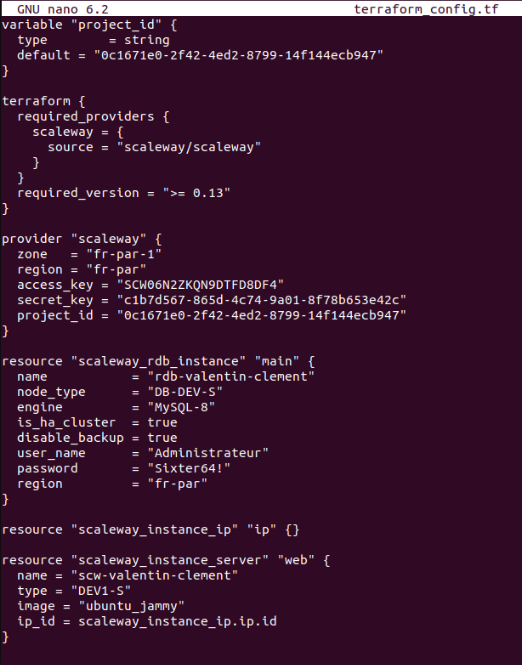 GNU nano 6.2 terraform_config.tf
variable "project_id" {
  type        = string
  default = "0c1671e0-2f42-4ed2-8799-14f144ecb947"
}

terraform {
  required_providers {
    scaleway = {
      source = "scaleway/scaleway"
    }
  }
  required_version = ">= 0.13"
}

provider "scaleway" {
  zone   = "fr-par-1"
  region = "fr-par"
  access_key = "SCW06N2ZKQN9DTFD8DF4"
  secret_key = "c1b7d567-865d-4c74-9a01-8f78b653e42c"
  project_id = "0c1671e0-2f42-4ed2-8799-14f144ecb947"
}

resource "scaleway_rdb_instance" "main" {
  name           = "rdb-valentin-clement"
  node_type      = "DB-DEV-S"
  engine         = "MySQL-8"
  is_ha_cluster  = true
  disable_backup = true
  user_name      = "Administrateur"
  password       = "Sixter64!"
  region         = "fr-par"
}

resource "scaleway_instance_ip" "ip" {}

resource "scaleway_instance_server" "web" {
  name = "scw-valentin-clement"
  type = "DEV1-S"
  image = "ubuntu_jammy"
  ip_id = scaleway_instance_ip.ip.id
}